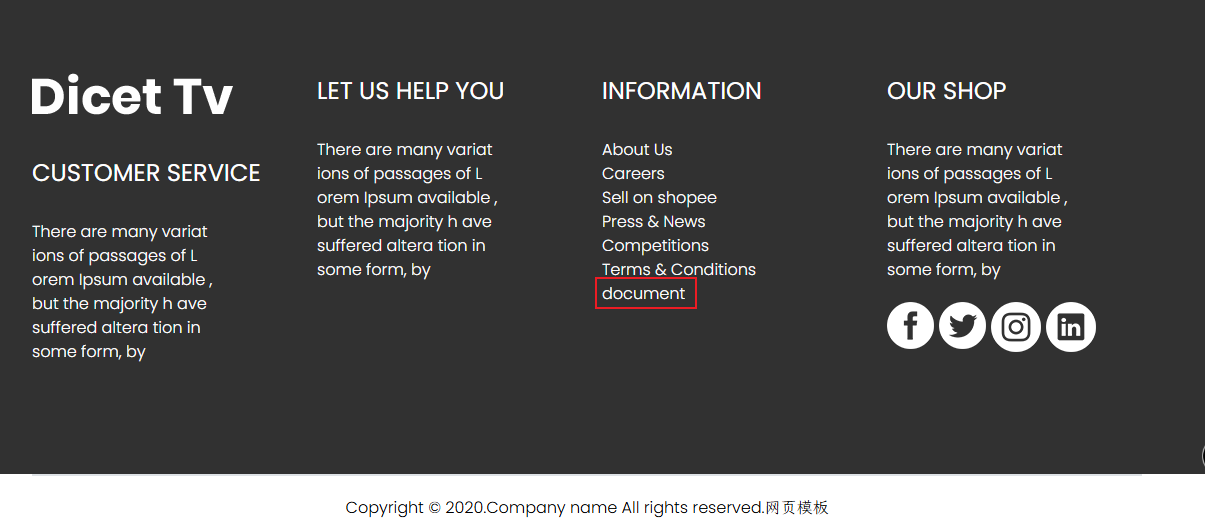 Dicet Tv
CUSTOMER SERVICE
There are many variat
ions of passages of L
orem Ipsum available ,
but the majority h ave
suffered altera tion in
some form, by
LET US HELP YOU
There are many variat
ions of passages of L
orem Ipsum available ,
but the majority h ave
suffered altera tion in
some form, by
INFORMATION
About Us
Careers
Sell on shopee
Press & News
Competitions
Terms & Conditions
document
OUR SHOP
There are many variat
ions of passages of L
orem Ipsum available ,
but the majority h ave
suffered altera tion in
some form, by
Copyright © 2020.Company name All rights reserved.网页模板